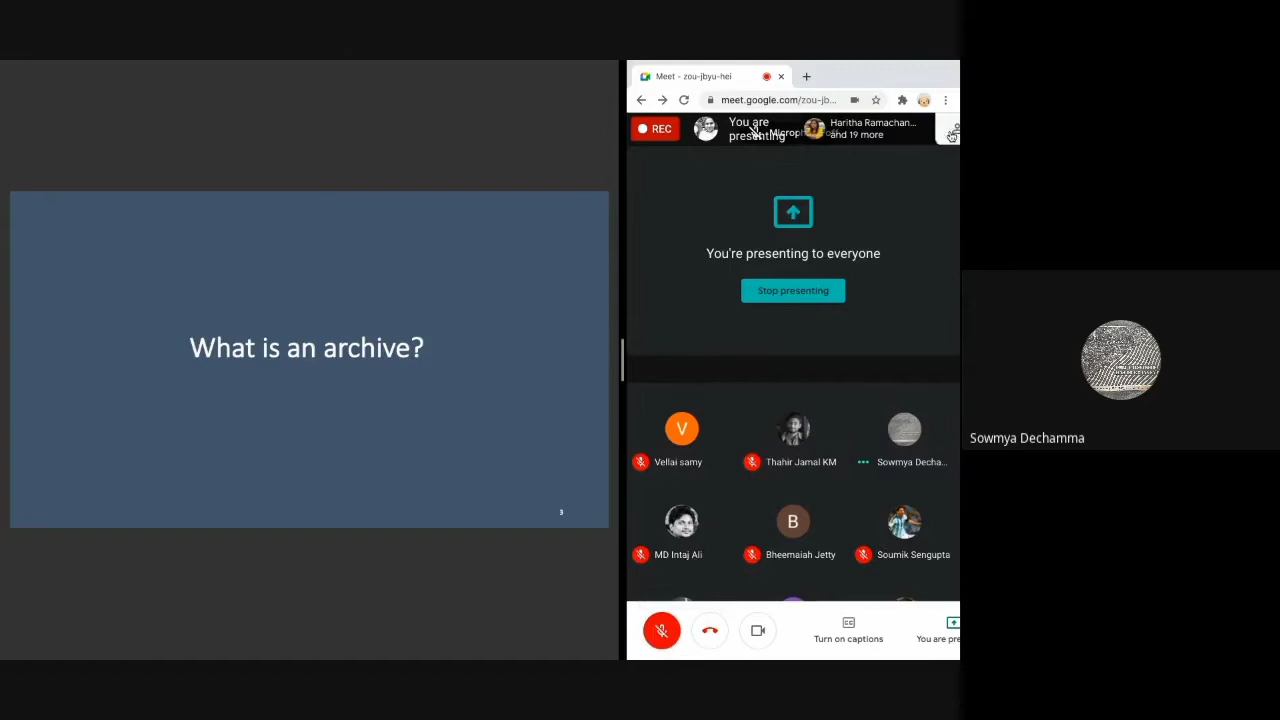 What is an archive?
3
Meet - zou-jbyu-hei
meet.google.com/zou-jb...
REC
You are
presenting
Haritha Ramachan...
and 19 more
You're presenting to everyone
Stop presenting
V
Vellai samy
Thahir Jamal KM
Sowmya Decha...
B
MD Intaj Ali
Bheemaiah Jetty
Soumik Sengupta
CC
Turn on captions
You are pre
Sowmya Dechamma